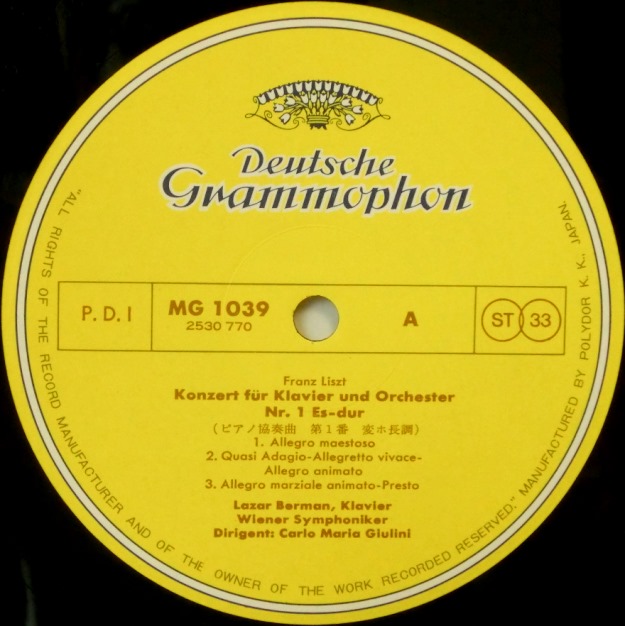 Deutsche
Grammophon
P.D.I
MG 1039
2530 770
A
ST 33
Franz Liszt
Konzert für Klavier und Orchester
Nr. 1 Es-dur
(ピアノ協奏曲 第1番 変ホ長調)
1. Allegro maestoso
2. Quasi Adagio-Allegretto vivace-
Allegro animato
3. Allegro marziale animato-Presto
Lazar Berman, Klavier
Wiener Symphoniker
Dirigent: Carlo Maria Giulini
"ALL RIGHTS OF THE RECORD MANUFACTURER AND OF THE OWNER OF THE WORK RECORDED RESERVED." MANUFACTURED BY POLYDOR K. K., JAPAN.